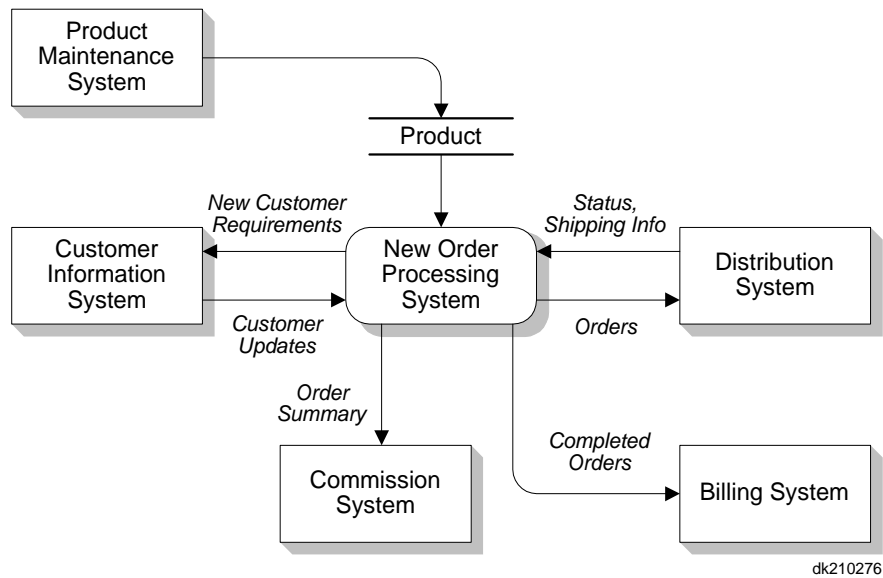 Product
Maintenance
System
Product
New Customer
Requirements
Status,
Shipping Info
Customer
Information
System
New Order
Processing
System
Distribution
System
Customer
Updates
Orders
Order
Summary
Completed
Orders
Commission
System
Billing System
dk210276